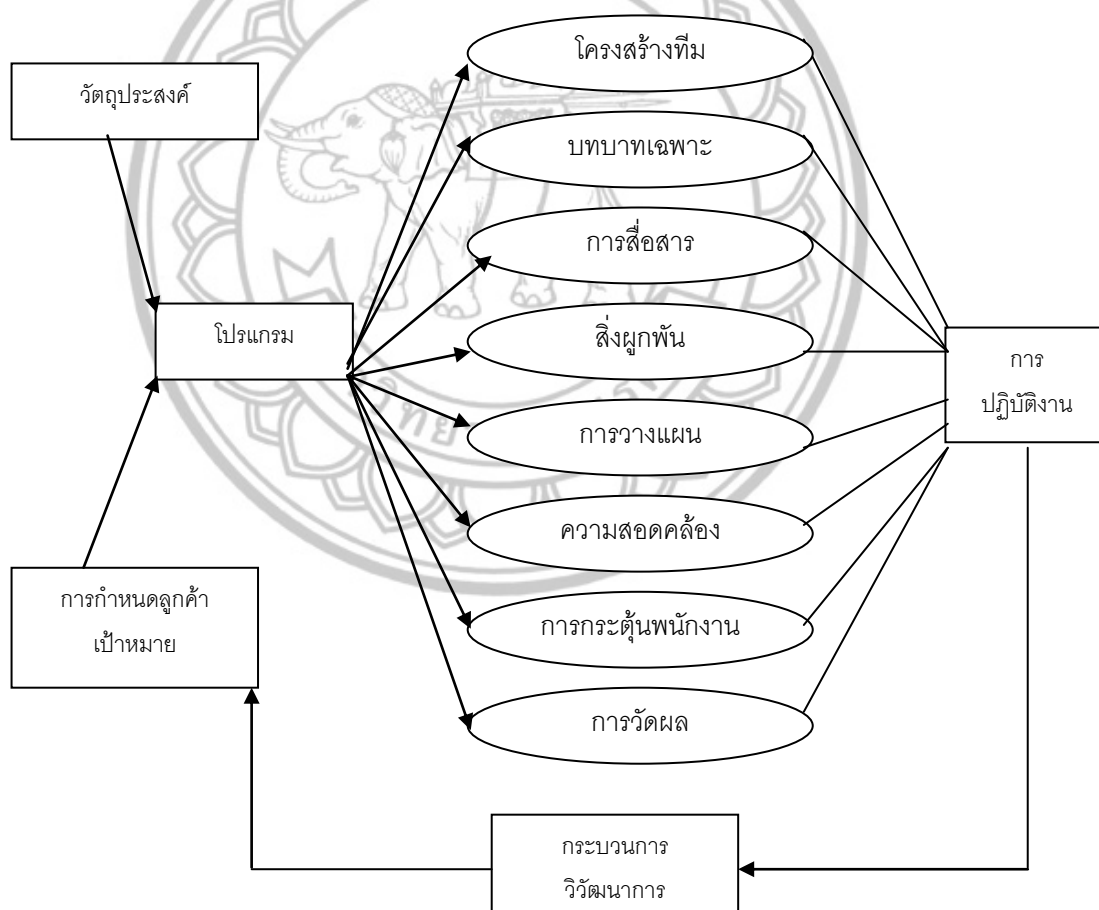 วัตถุประสงค์
โปรแกรม
การกำหนดลูกค้า
เป้าหมาย
โครงสร้างทีม
บทบาทเฉพาะ
การสื่อสาร
สิ่งผูกพัน
การวางแผน
ความสอดคล้อง
การกระตุ้นพนักงาน
การวัดผล
การ
ปฏิบัติงาน
กระบวนการ
วิวัฒนาการ